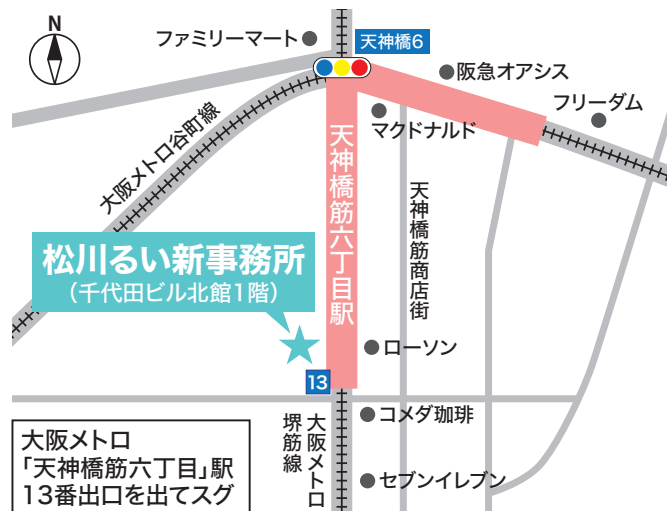 N
ファミリーマート
天神橋6
阪急オアシス
フリーダム
マクドナルド
大阪メトロ谷町線
天神橋筋六丁目駅
天神橋筋商店街
松川るい新事務所
（千代田ビル北館1階）
ローソン
13
コメダ珈琲
大阪メトロ
堺筋線
セブンイレブン
大阪メトロ
「天神橋筋六丁目」駅
13番出口を出てスグ